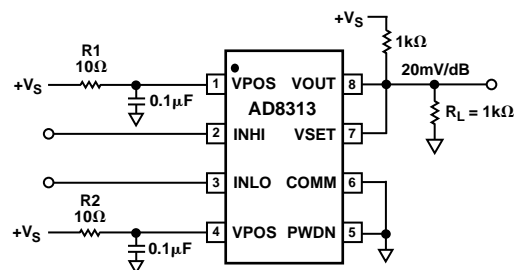 +VS
1kΩ
R1
10Ω
+VS
0.1µF
1 VPOS VOUT 8
20mV/dB
AD8313
RL = 1kΩ
2 INHI VSET 7
3 INLO COMM 6
R2
10Ω
+VS
0.1µF
4 VPOS PWDN 5